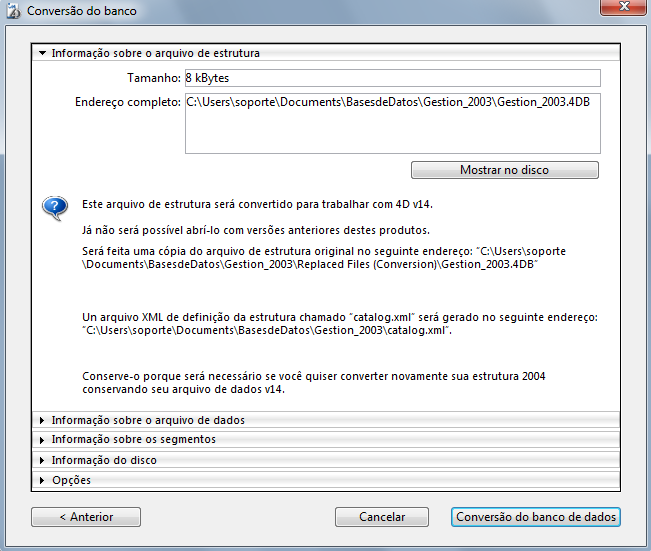 Conversão do banco
Informação sobre o arquivo de estrutura
Tamanho: 8 kBytes
Endereço completo: C:\Users\soporte\Documents\BasesdeDatos\Gestion_2003\Gestion_2003.4DB
Mostrar no disco
Este arquivo de estrutura será convertido para trabalhar com 4D v14.
Já não será possível abrí-lo com versões anteriores destes produtos.
Será feita uma cópia do arquivo de estrutura original no seguinte endereço: "C:\Users\soporte
\Documents\BasesdeDatos\Gestion_2003\Replaced Files (Conversion)\Gestion_2003.4DB"
Un arquivo XML de definição da estrutura chamado "catalog.xml" será gerado no seguinte endereço:
"C:\Users\soporte\Documents\BasesdeDatos\Gestion_2003\catalog.xml".
Conserve-o porque será necessário se você quiser converter novamente sua estrutura 2004
conservando seu arquivo de dados v14.
Informação sobre o arquivo de dados
Informação sobre os segmentos
Informação do disco
Opções
< Anterior
Cancelar
Conversão do banco de dados